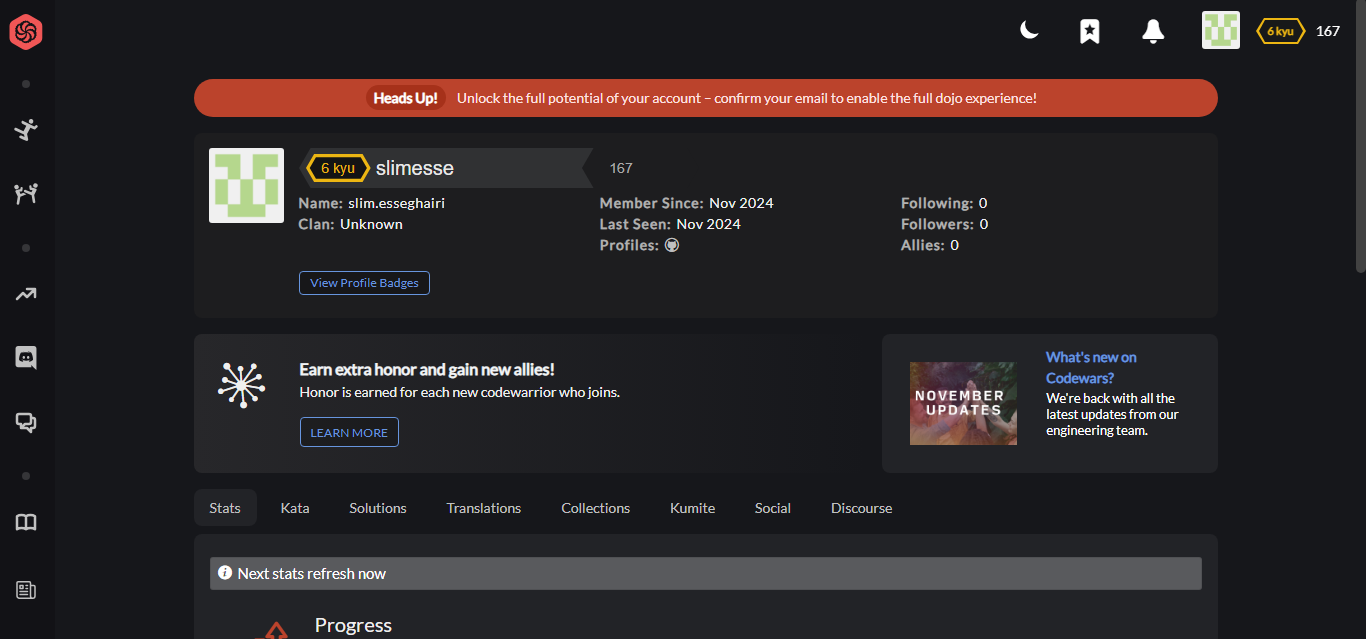 6 kyu 167
Heads Up! Unlock the full potential of your account – confirm your email to enable the full dojo experience!
6 kyu slimesse 167
Name: slim.esseghairi
Clan: Unknown
Member Since: Nov 2024
Last Seen: Nov 2024
Profiles:
Following: 0
Followers: 0
Allies: 0
View Profile Badges
Earn extra honor and gain new allies!
Honor is earned for each new codewarrior who joins.
LEARN MORE
NOVEMBER
UPDATES
What's new on
Codewars?
We're back with all the
latest updates from our
engineering team.
Stats Kata Solutions Translations Collections Kumite Social Discourse
Next stats refresh now
Progress